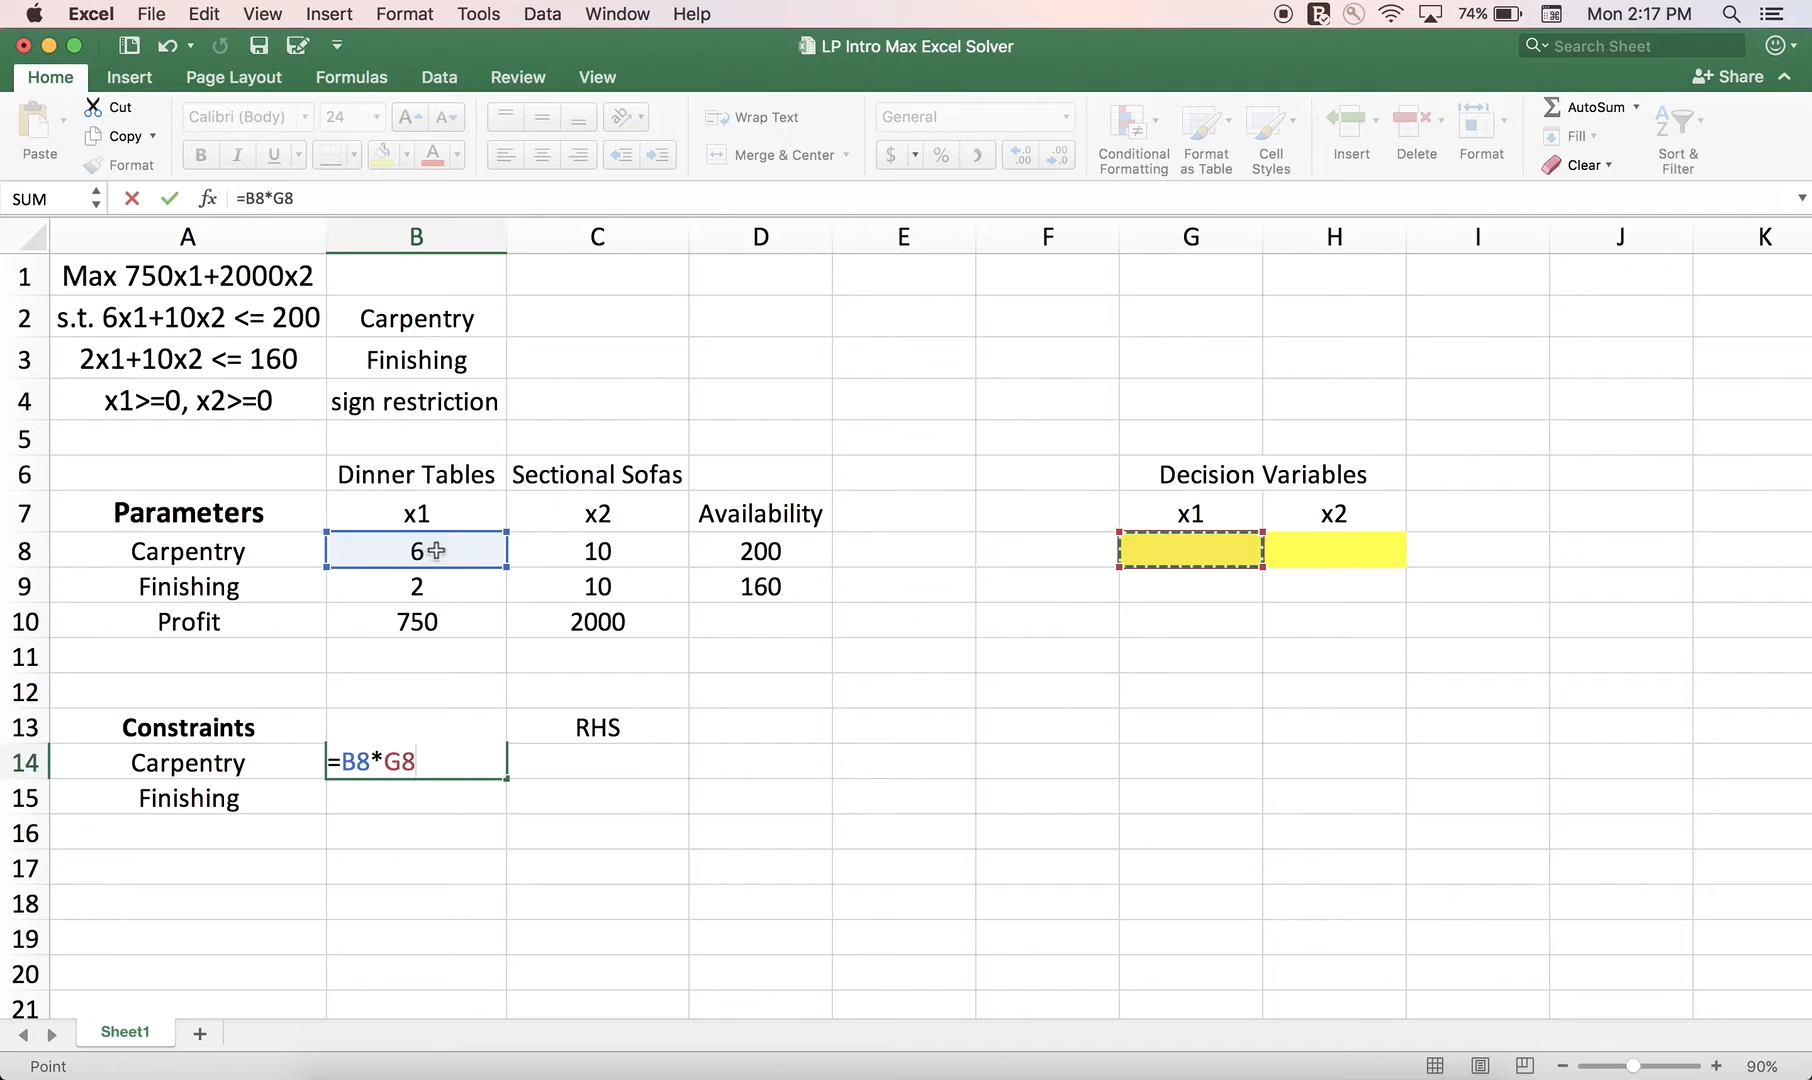 Excel File Edit View Insert Format Tools Data Window Help 74% Mon 2:17 PM
LP Intro Max Excel Solver Search Sheet
Home Insert Page Layout Formulas Data Review View Share
Paste Cut Copy Format
Calibri (Body) 24 A A
B I U A
Wrap Text
Merge & Center
General
$ %
Conditional Formatting
Format as Table
Cell Styles
Insert Delete Format
AutoSum
Fill
Clear
Sort & Filter
SUM fx =B8*G8
A B C D E F G H I J K
1 Max 750x1+2000x2
2 s.t. 6x1+10x2 <= 200 Carpentry
3 2x1+10x2 <= 160 Finishing
4 x1>=0, x2>=0 sign restriction
5
6 Dinner Tables Sectional Sofas Decision Variables
7 Parameters x1 x2 Availability x1 x2
8 Carpentry 6 10 200
9 Finishing 2 10 160
10 Profit 750 2000
11
12
13 Constraints RHS
14 Carpentry =B8*G8
15 Finishing
16
17
18
19
20
21
Sheet1
Point 90%